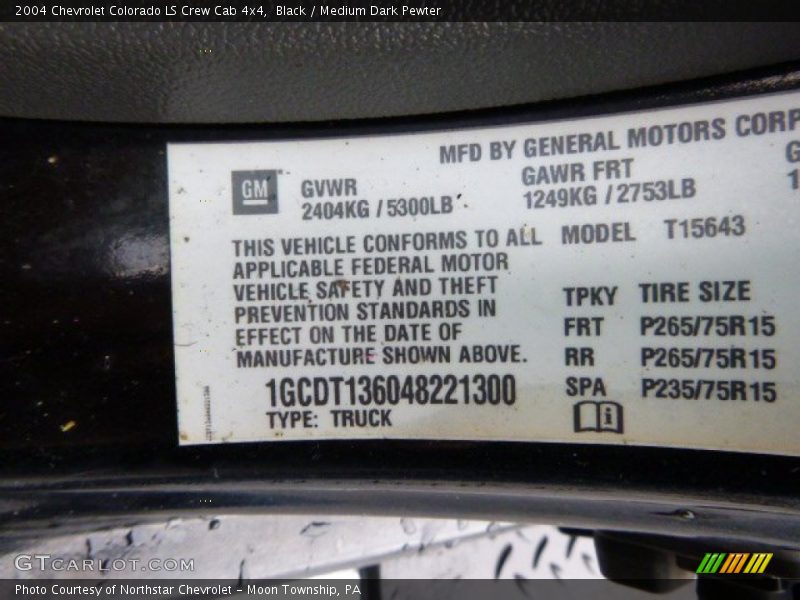 2004 Chevrolet Colorado LS Crew Cab 4x4, Black / Medium Dark Pewter
MFD BY GENERAL MOTORS CORP
GM
GVWR
GAWR FRT
G
2404KG / 5300LB
1249KG / 2753LB
1
THIS VEHICLE CONFORMS TO ALL
APPLICABLE FEDERAL MOTOR
VEHICLE SAFETY AND THEFT
PREVENTION STANDARDS IN
EFFECT ON THE DATE OF
MANUFACTURE SHOWN ABOVE.
MODEL T15643
TPKY TIRE SIZE
FRT P265/75R15
RR P265/75R15
SPA P235/75R15
1GCDT136048221300
TYPE: TRUCK
i
GTCARLOT.COM
Photo Courtesy of Northstar Chevrolet – Moon Township, PA